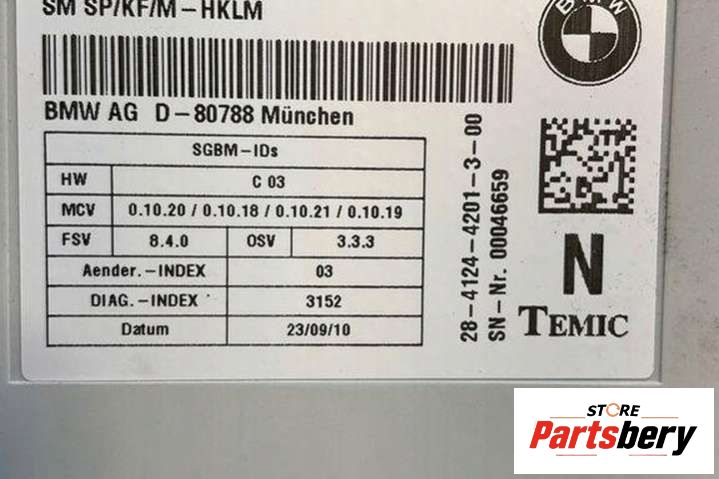 SM SP/KF/M-HKLM
BMW
BMW AG D-80788 München
SGBM-IDs
HW C 03
MCV 0.10.20 / 0.10.18 / 0.10.21 / 0.10.19
FSV 8.4.0 OSV 3.3.3
Aender.-INDEX 03
DIAG.-INDEX 3152
Datum 23/09/10
28-4124-4201-3-00
SN-Nr. 00046659
N
TEMIC
STORE
Partsbery